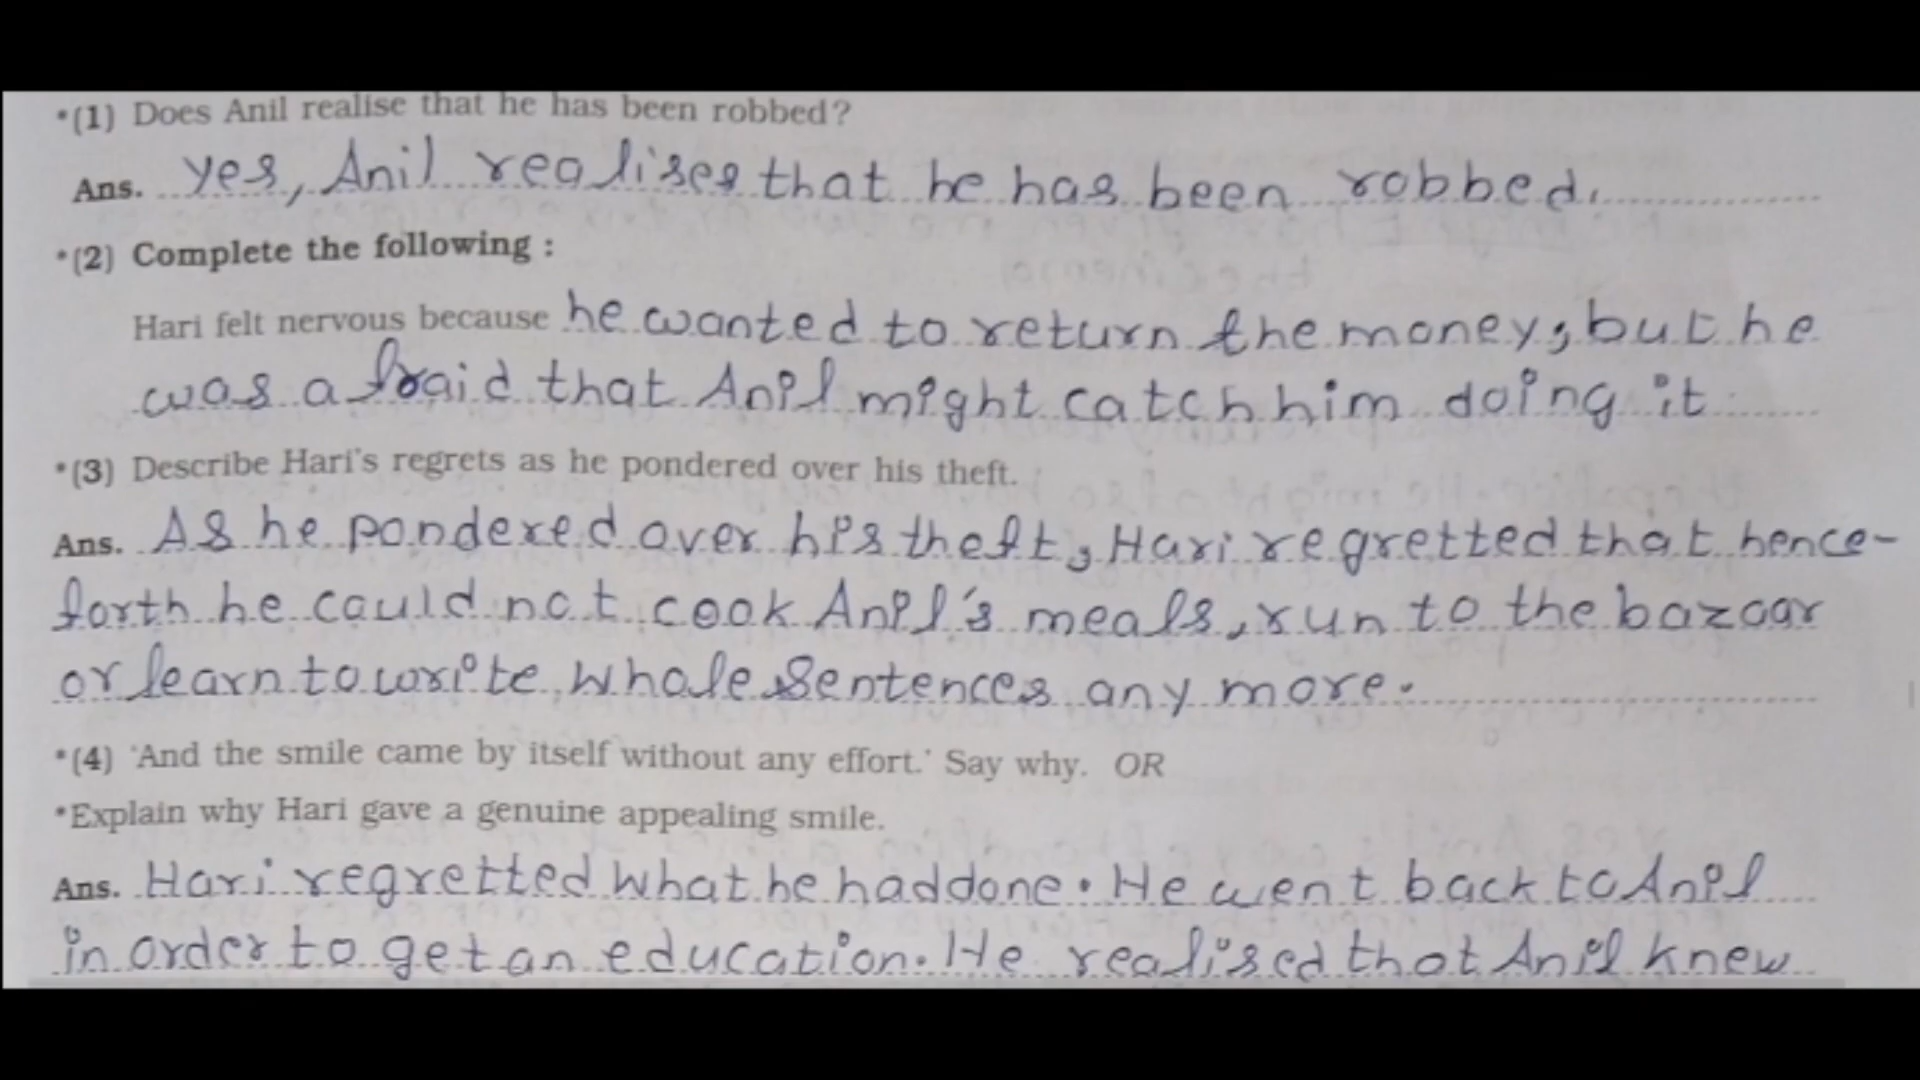 *(1) Does Anil realise that he has been robbed?
Ans. Yes, Anil realises that he has been robbed.
*(2) Complete the following :
Hari felt nervous because he wanted to return the money, but he
was afraid that Anil might catch him doing it
*(3) Describe Hari's regrets as he pondered over his theft.
Ans. As he pondered over his theft, Hari regretted that hence-
forth he could not cook Anil's meals, run to the bazaar
or learn to write whole sentences any more.
*(4) 'And the smile came by itself without any effort.' Say why. OR
*Explain why Hari gave a genuine appealing smile.
Ans. Hari regretted what he had done. He went back to Anil
in order to get an education. He realised that Anil knew